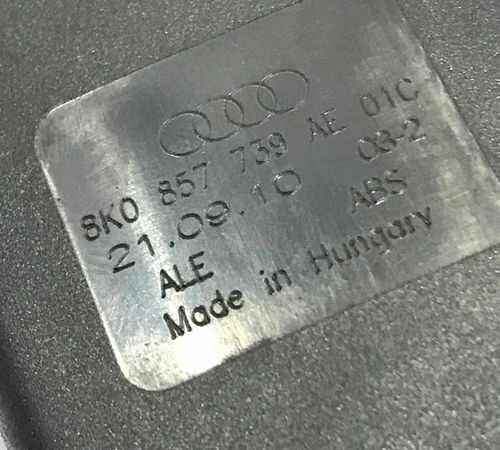 8K0 857 739 AE 01C
21.09.10 03-2
ALE ABS
Made in Hungary